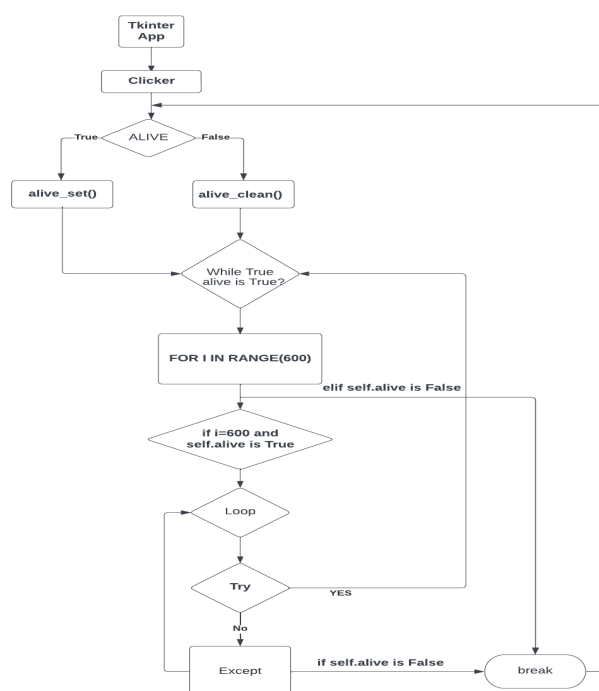 Tkinter
App
Clicker
ALIVE
True
False
alive_set()
alive_clean()
While True
alive is True?
FOR I IN RANGE(600)
elif self.alive is False
if i=600 and
self.alive is True
Loop
Try
YES
No
Except
if self.alive is False
break